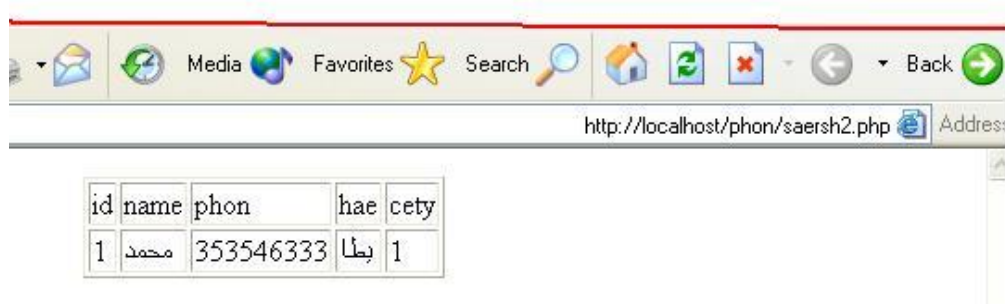 Media Favorites Search Back
http://localhost/phon/saersh2.php Address
id name phon hae cety
1 محمد 353546333 بطا 1